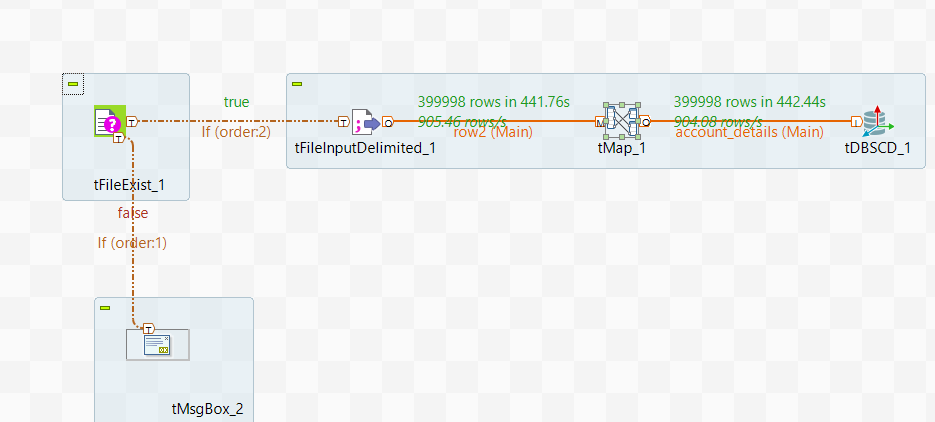 true
If (order:2)
tFileExist_1
399998 rows in 441.76s
905.46 rows/s
row2 (Main)
tFileInputDelimited_1
tMap_1
399998 rows in 442.44s
904.08 rows/s
account_details (Main)
tDBSCD_1
false
If (order:1)
tMsgBox_2